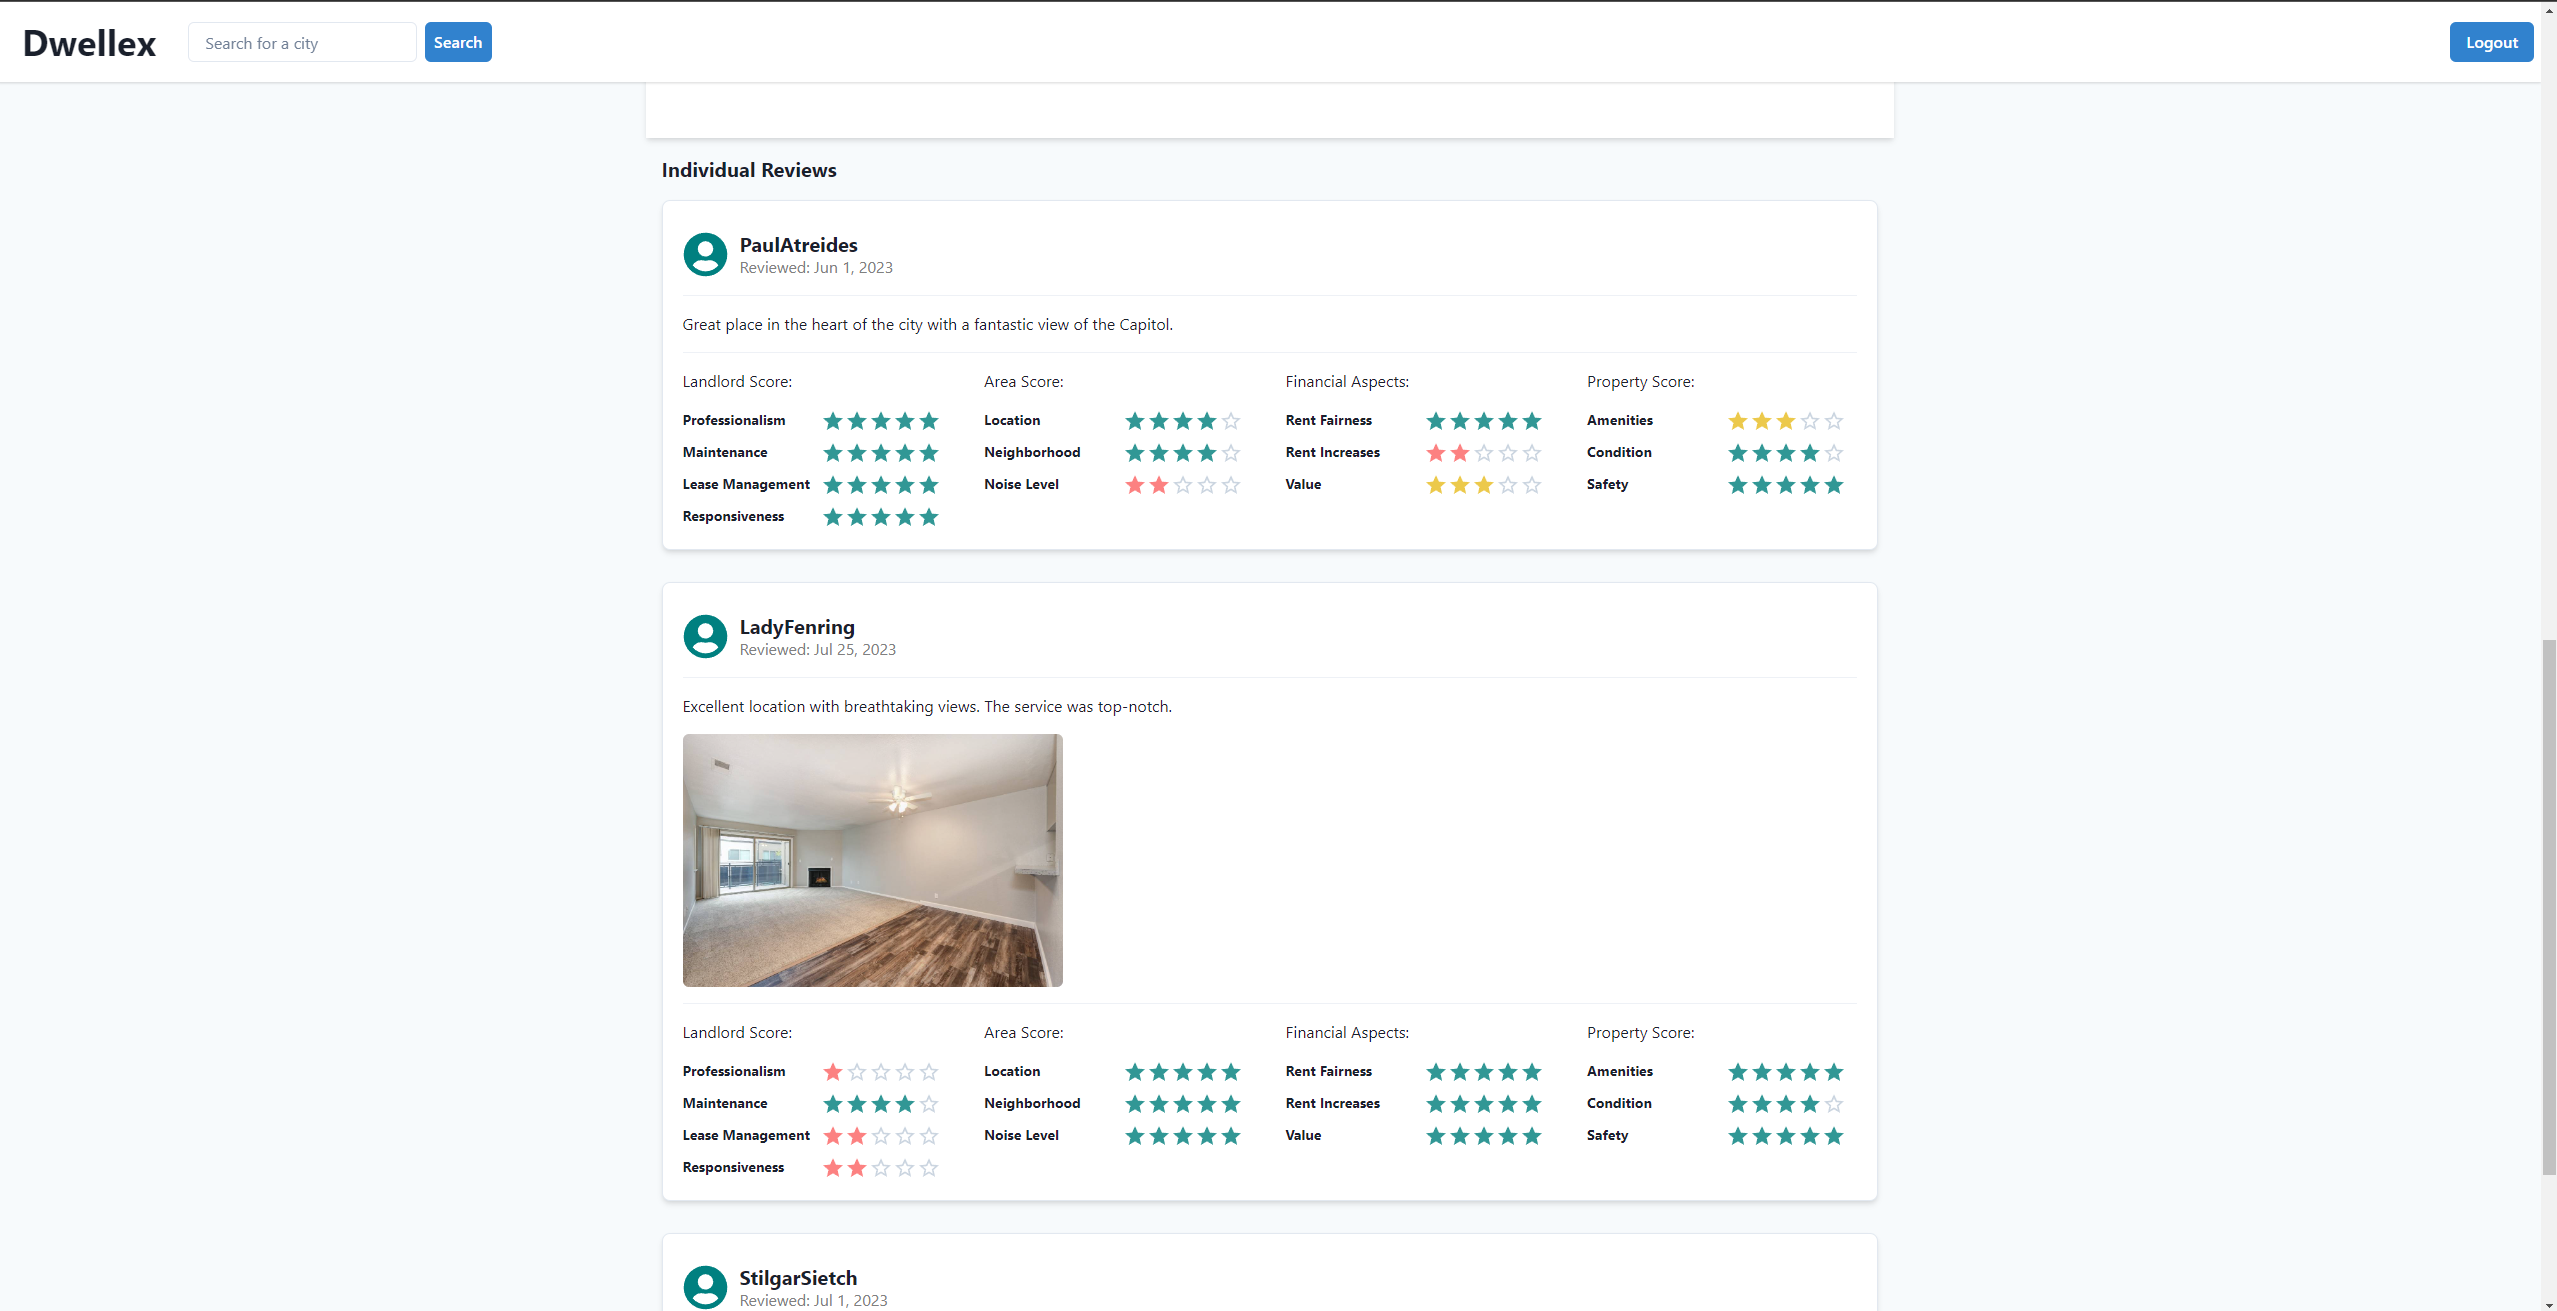 Dwellex Search for a city Search Logout
Individual Reviews
PaulAtreides
Reviewed: Jun 1, 2023
Great place in the heart of the city with a fantastic view of the Capitol.
Landlord Score: Area Score: Financial Aspects: Property Score:
Professionalism Location Rent Fairness Amenities
Maintenance Neighborhood Rent Increases Condition
Lease Management Noise Level Value Safety
Responsiveness
LadyFenring
Reviewed: Jul 25, 2023
Excellent location with breathtaking views. The service was top-notch.
Landlord Score: Area Score: Financial Aspects: Property Score:
Professionalism Location Rent Fairness Amenities
Maintenance Neighborhood Rent Increases Condition
Lease Management Noise Level Value Safety
Responsiveness
StilgarSietch
Reviewed: Jul 1, 2023